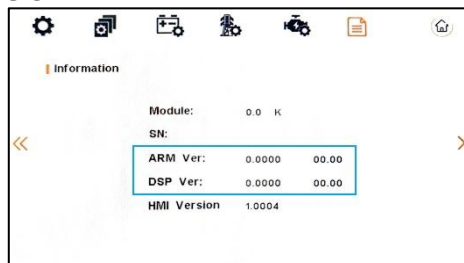 Information
Module: 0.0 K
SN:
ARM Ver: 0.0000 00.00
DSP Ver: 0.0000 00.00
HMI Version 1.0004